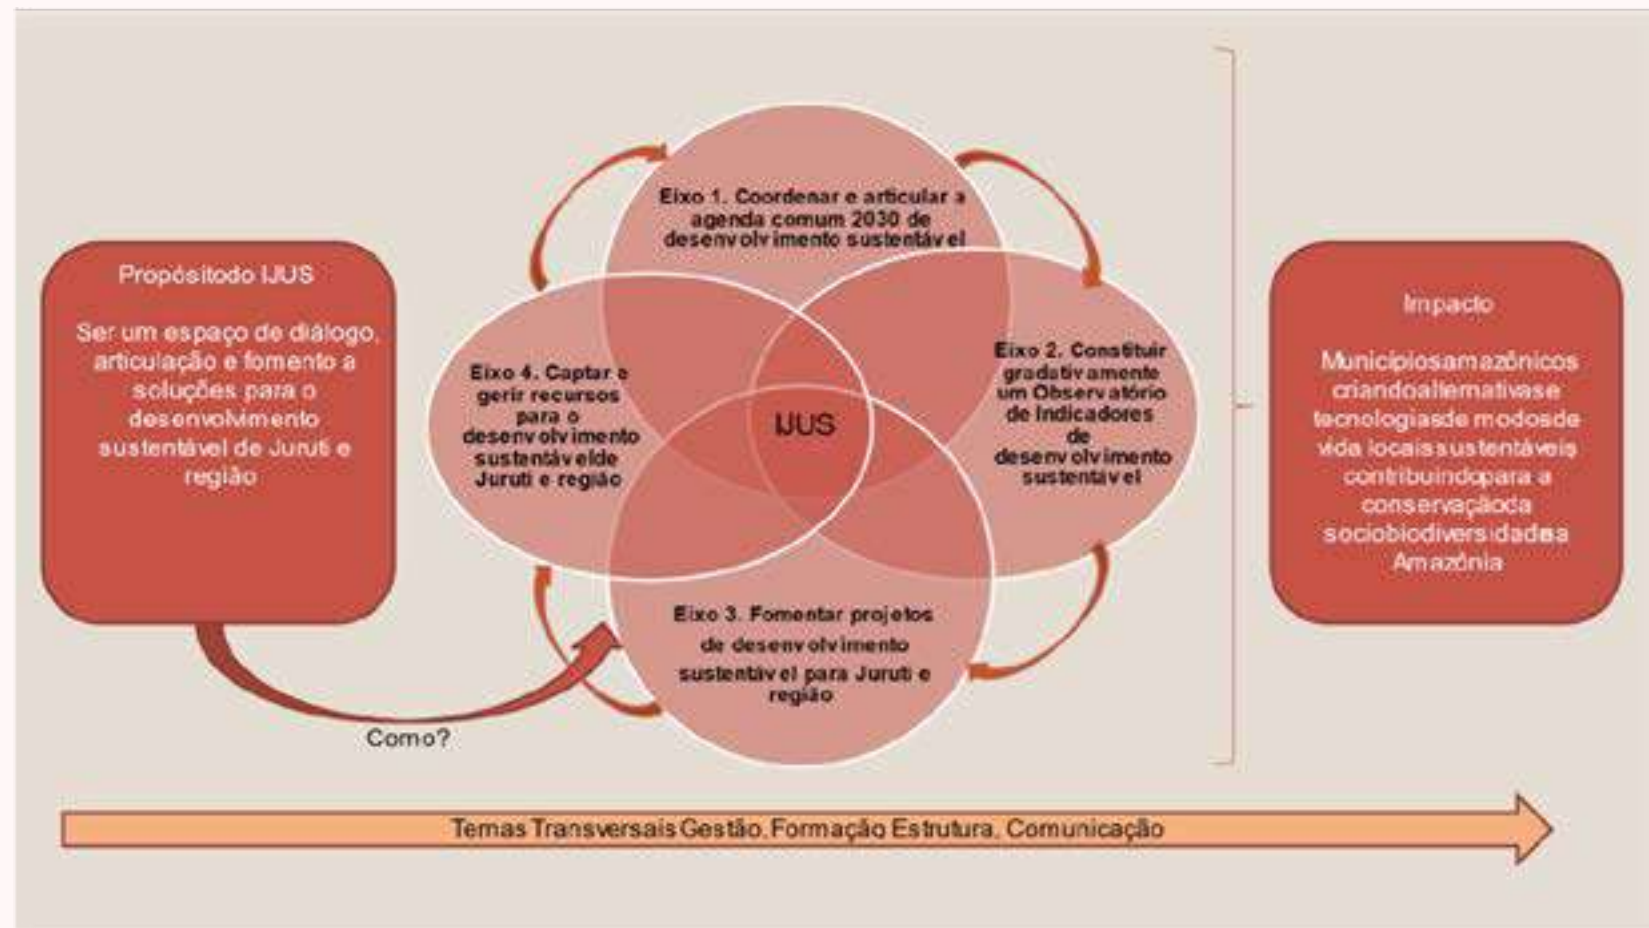 Propósitodo IJUS
Ser um espaço de diálogo,
articulação e fomento a
soluções para o
desenvolvimento
sustentável de Juruti e
região
Como?
Eixo 1. Coordenar e articular a
agenda comum 2030 de
desenvolvimento sustentável
Eixo 2. Constituir
gradativamente
um Observatório
de Indicadores
de
desenvolvimento
sustentável
Eixo 3. Fomentar projetos
de desenvolvimento
sustentável para Juruti e
região
Eixo 4. Captar e
gerir recursos
para o
desenvolvimento
sustentávelde
Juruti e região
IJUS
Impacto
Municípiosamazônicos
criandoalternativase
tecnologiasde modosde
vida locaissustentáveis
contribuindopara a
conservaçãoda
sociobiodiversidadena
Amazônia
Temas Transversais Gestão, Formação Estrutura, Comunicação